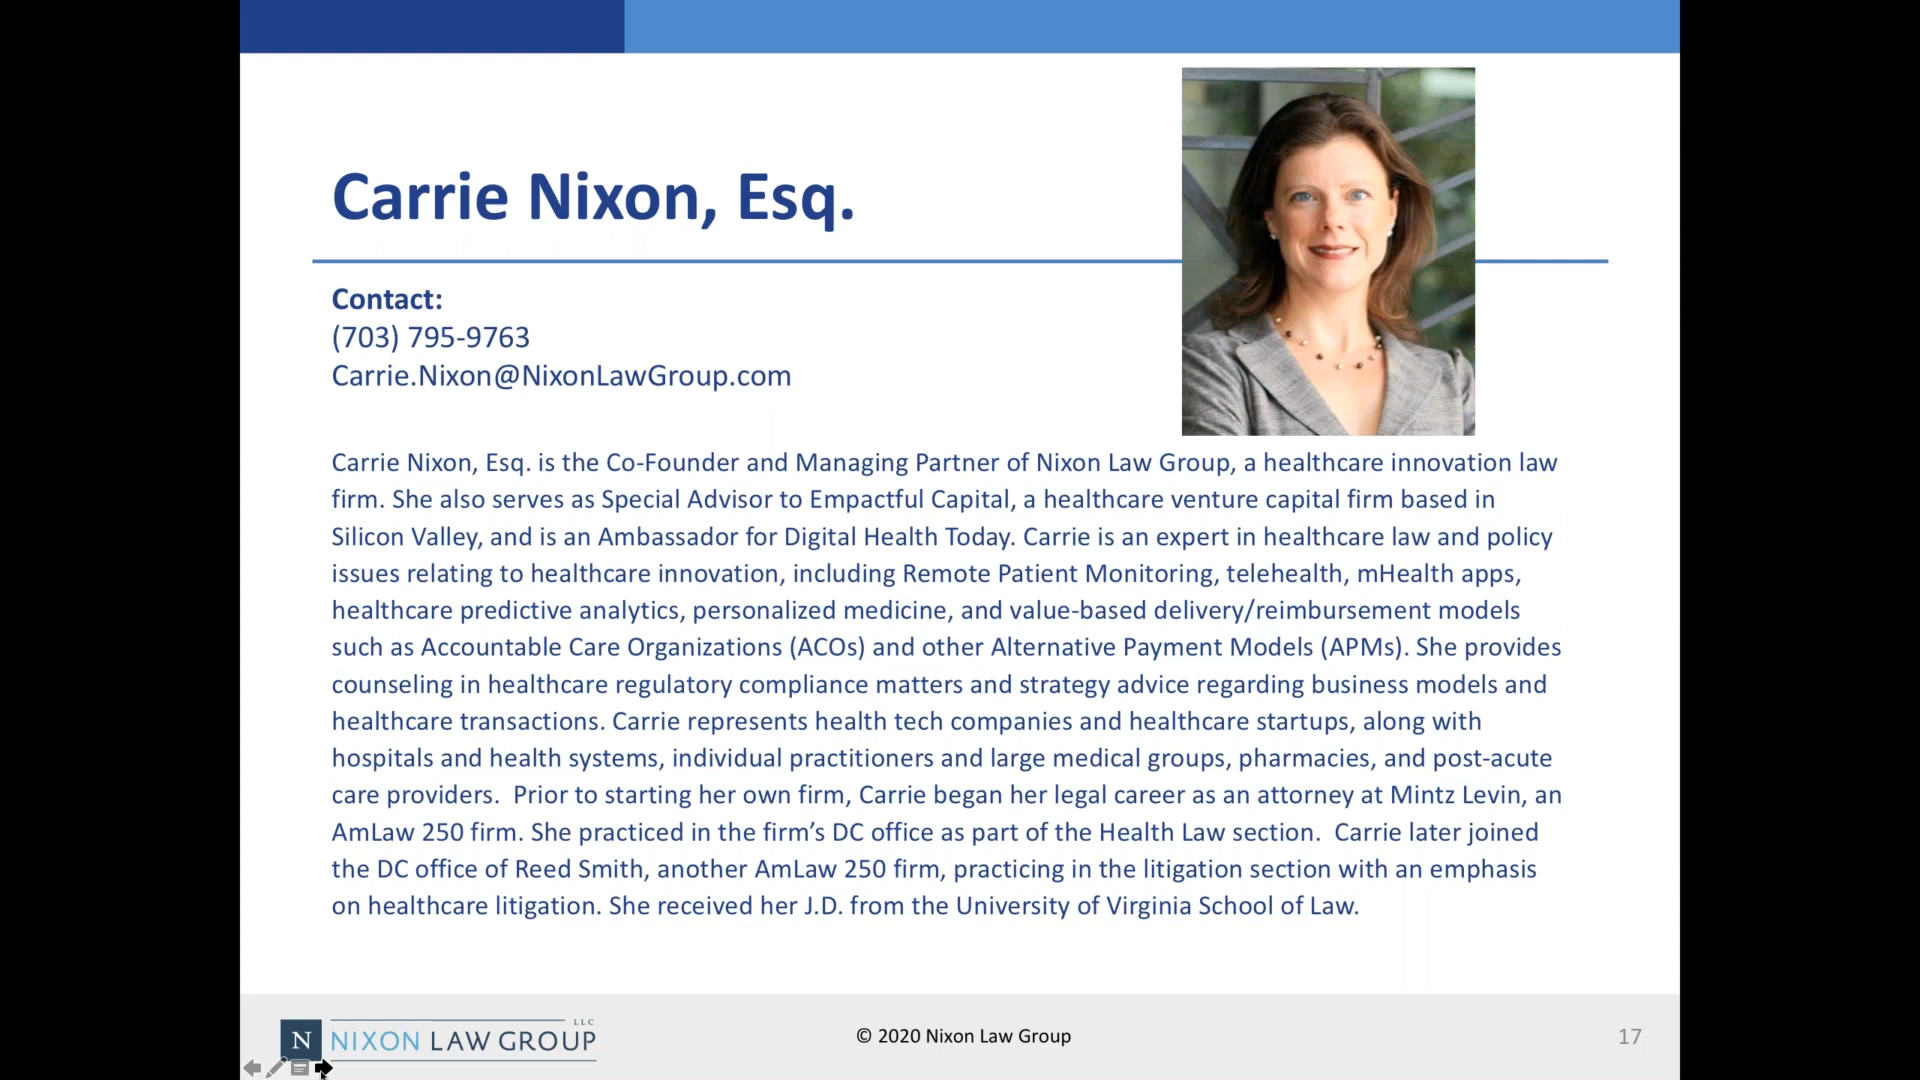 Carrie Nixon, Esq.
Contact:
(703) 795-9763
Carrie.Nixon@NixonLawGroup.com
Carrie Nixon, Esq. is the Co-Founder and Managing Partner of Nixon Law Group, a healthcare innovation law
firm. She also serves as Special Advisor to Empactful Capital, a healthcare venture capital firm based in
Silicon Valley, and is an Ambassador for Digital Health Today. Carrie is an expert in healthcare law and policy
issues relating to healthcare innovation, including Remote Patient Monitoring, telehealth, mHealth apps,
healthcare predictive analytics, personalized medicine, and value-based delivery/reimbursement models
such as Accountable Care Organizations (ACOs) and other Alternative Payment Models (APMs). She provides
counseling in healthcare regulatory compliance matters and strategy advice regarding business models and
healthcare transactions. Carrie represents health tech companies and healthcare startups, along with
hospitals and health systems, individual practitioners and large medical groups, pharmacies, and post-acute
care providers.  Prior to starting her own firm, Carrie began her legal career as an attorney at Mintz Levin, an
AmLaw 250 firm. She practiced in the firm’s DC office as part of the Health Law section.  Carrie later joined
the DC office of Reed Smith, another AmLaw 250 firm, practicing in the litigation section with an emphasis
on healthcare litigation. She received her J.D. from the University of Virginia School of Law.
LLC
N NIXON LAW GROUP
© 2020 Nixon Law Group
17